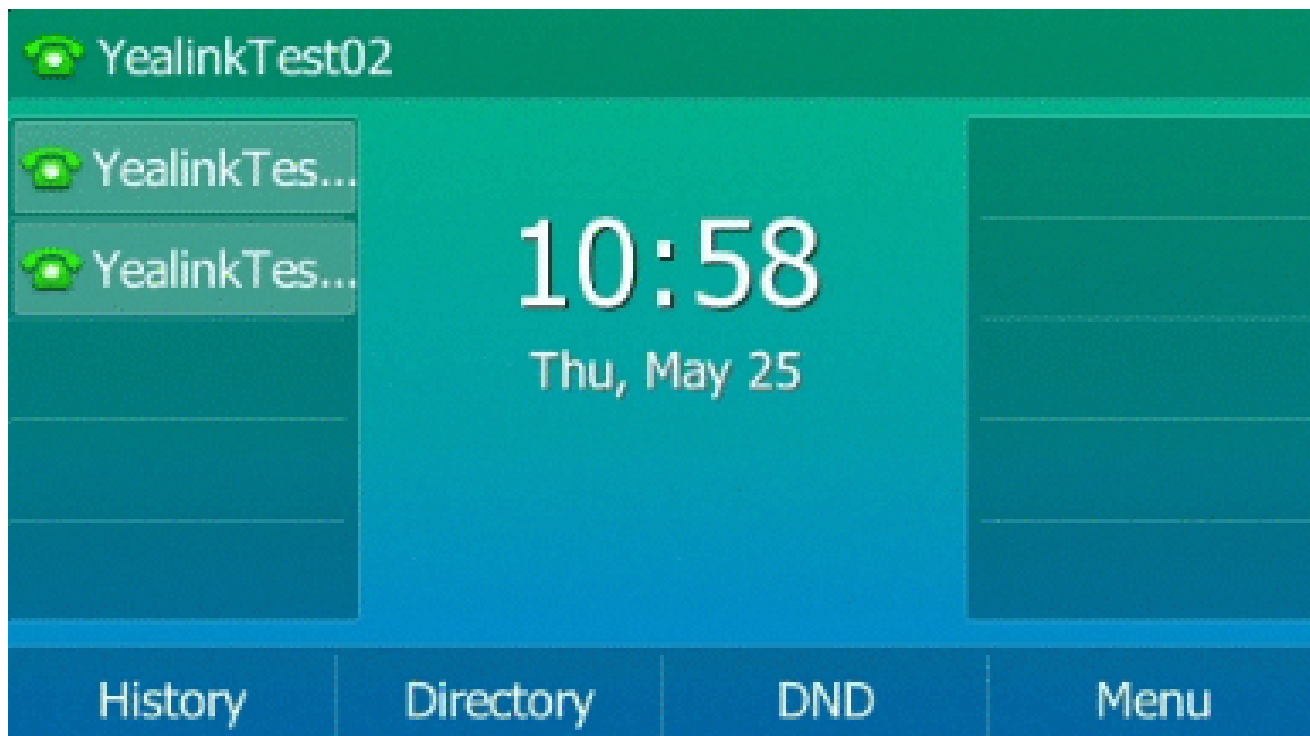 YealinkTest02
YealinkTes...
YealinkTes...
10:58
Thu, May 25
History Directory DND Menu